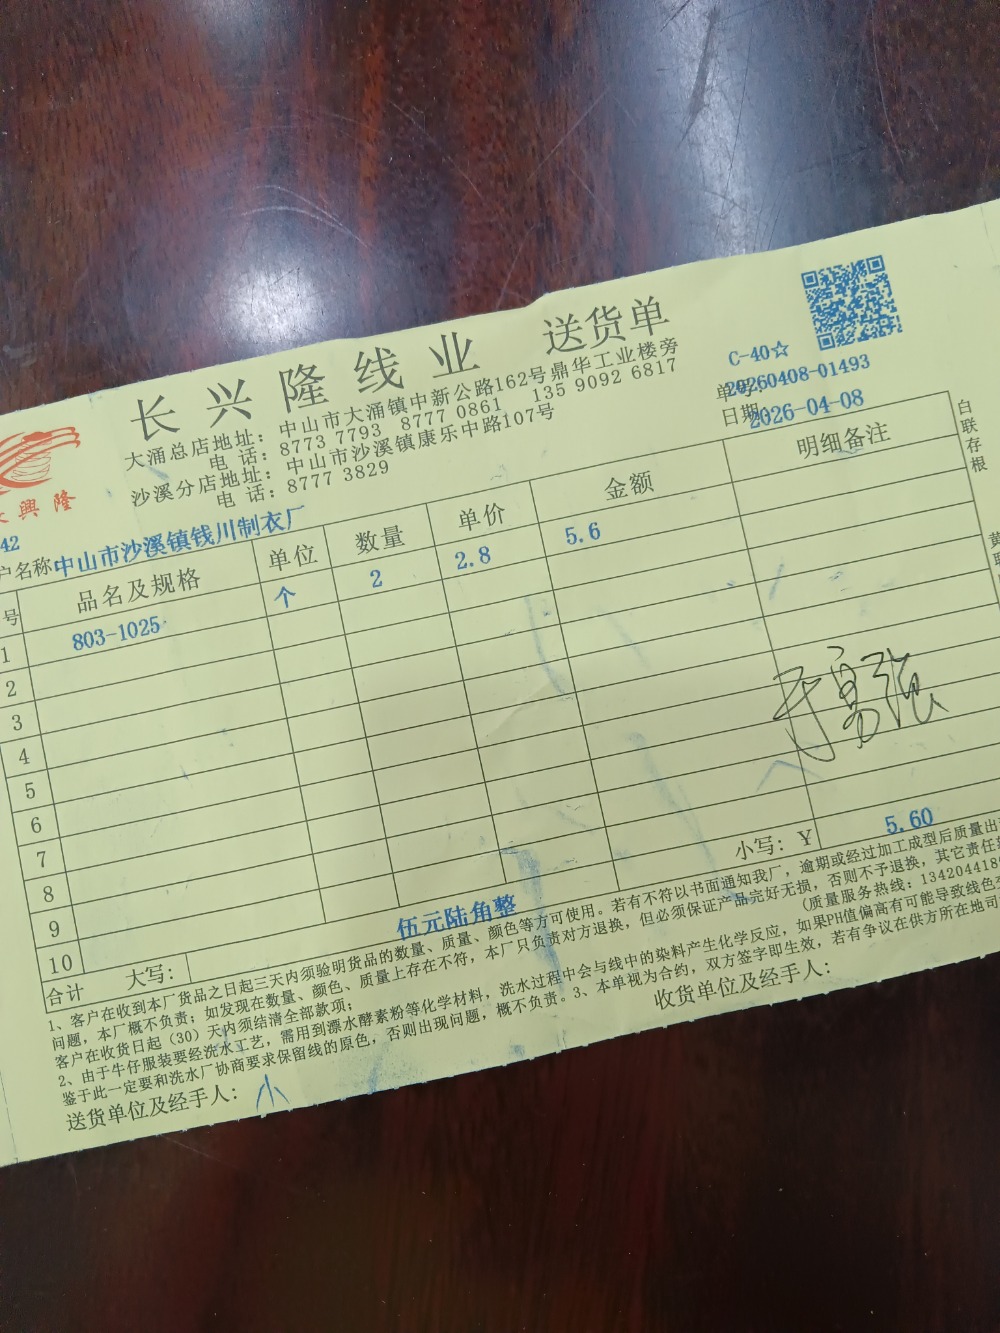 长兴隆线业 送货单
大涌总店地址:中山市大涌镇中新公路162号鼎华工业楼旁
电话:8773 7793 8777 0861 135 9092 6817
沙溪分店地址:中山市沙溪镇康乐中路107号
电话:8777 3829
C-40☆
单号:20260408-01493
日期:2026-04-08
興隆
42
户名称 中山市沙溪镇钱川制衣厂
号 品名及规格 单位 数量 单价 金额 明细备注
1 803-1025 个 2 2.8 5.6
2
3
4
5
6
7
8
9
10
合计 大写: 伍元陆角整 小写:Y 5.60
白联存根
黄
1、客户在收到本厂货品之日起三天内须验明货品的数量、质量、颜色等方可使用。若有不符以书面通知我厂,逾期或经过加工成型后质量出
问题,本厂概不负责;如发现在数量、颜色、质量上存在不符,本厂只负责对方退换,但必须保证产品完好无损,否则不予退换,其它责任
客户在收货日起(30)天内须结清全部款项;
(质量服务热线:134204418
2、由于牛仔服装要经洗水工艺,需用到漂水酵素粉等化学材料,洗水过程中会与线中的染料产生化学反应,如果PH值偏高有可能导致线色
鉴于此一定要和洗水厂协商要求保留线的原色,否则出现问题,概不负责。3、本单视为合约,双方签字即生效,若有争议在供方所在地司
送货单位及经手人:小
收货单位及经手人: